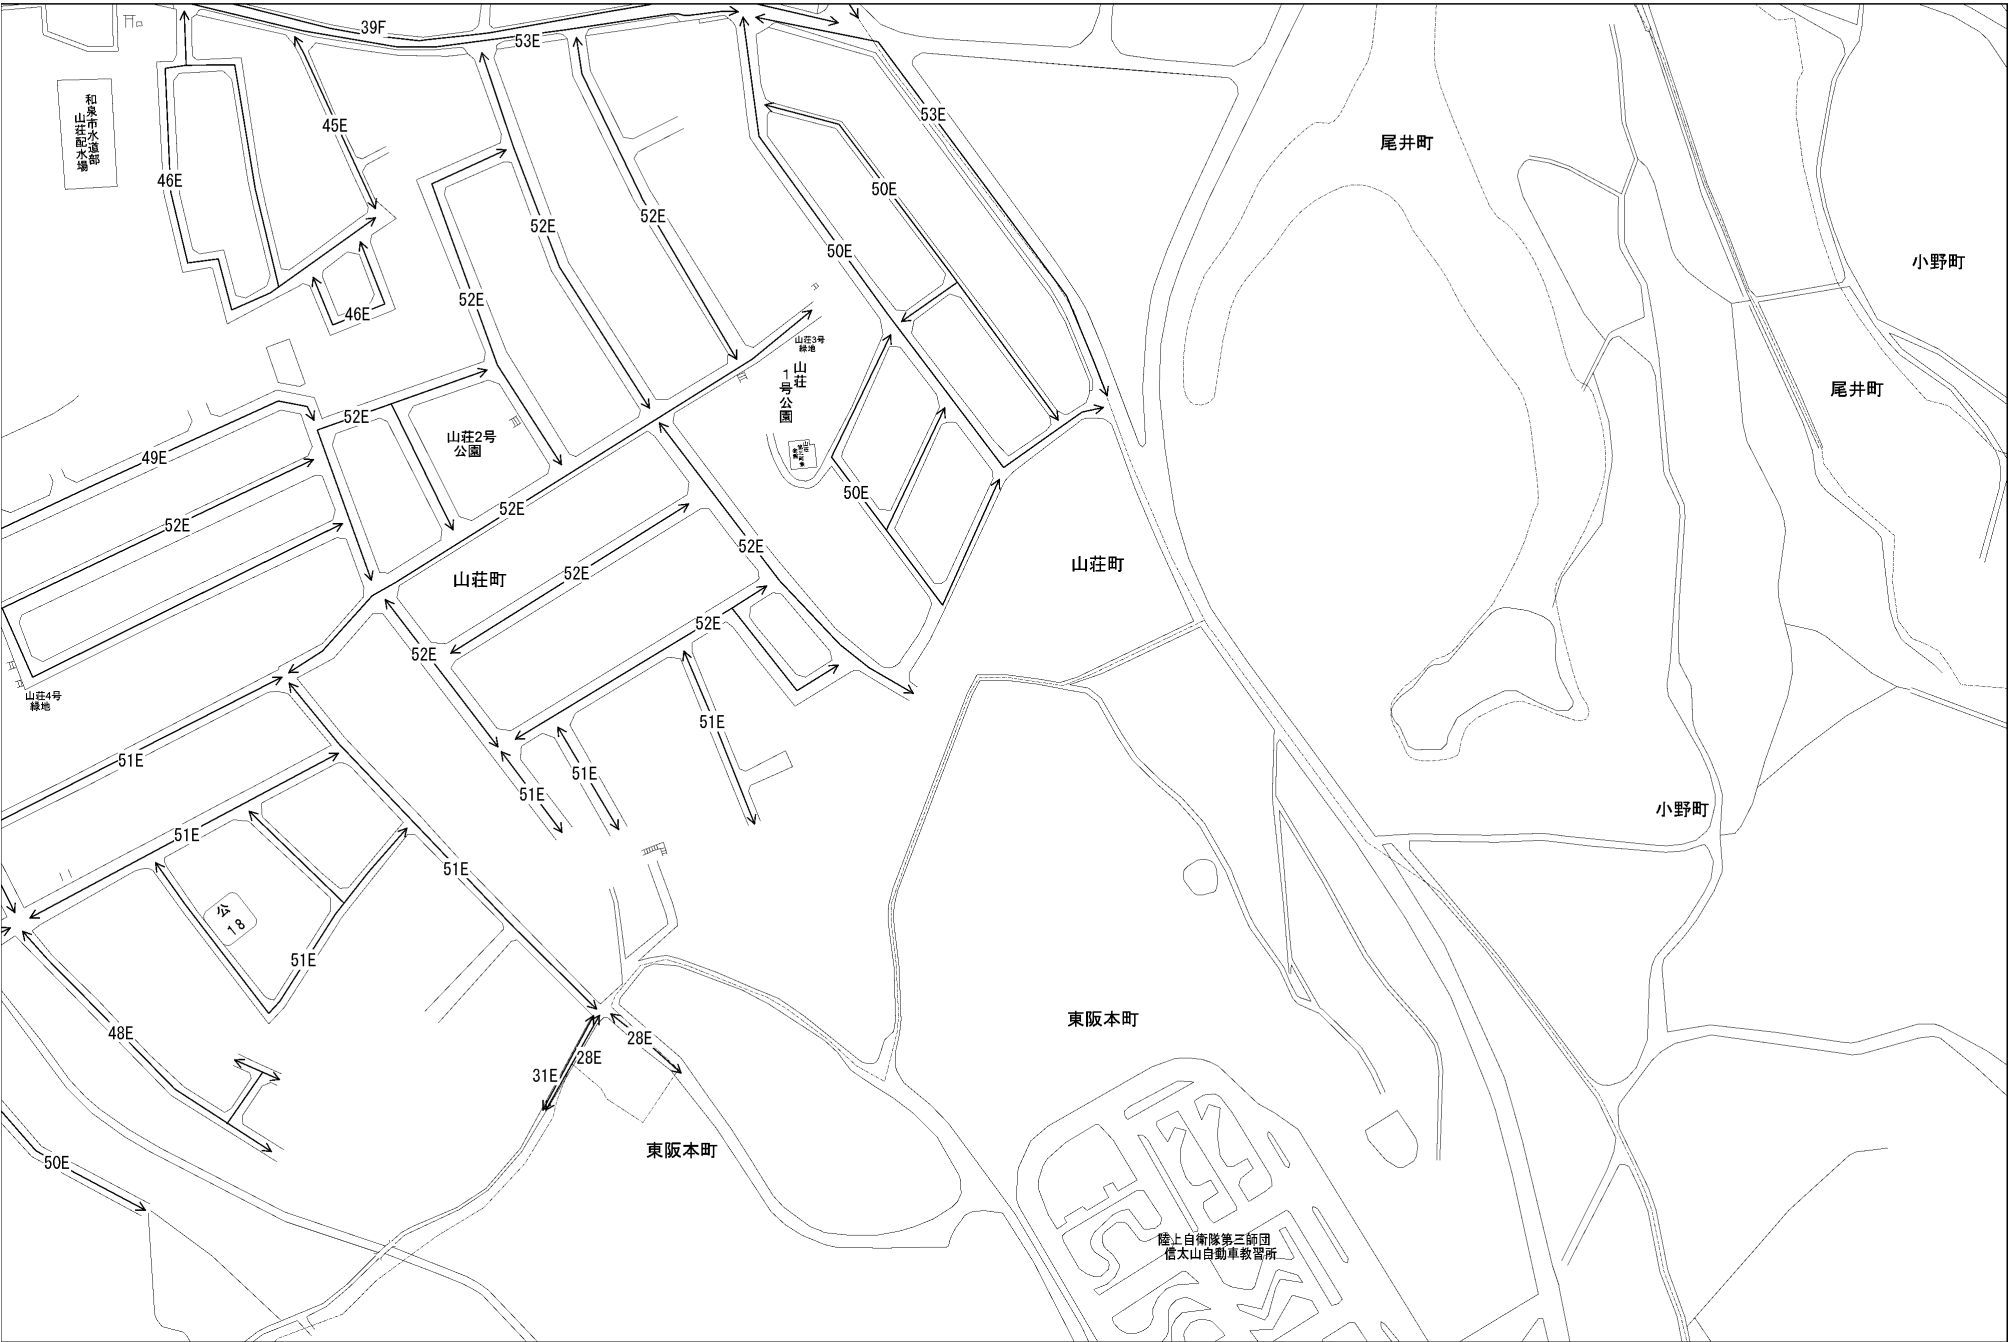 39F
53E
和泉市水道部
山荘配水場
45E
53E
尾井町
46E
50E
52E
52E
50E
小野町
52E
46E
山荘3号
緑地
山荘
1号公園
尾井町
52E
山荘2号
公園
49E
50E
52E
52E
52E
山荘町
52E
山荘町
52E
52E
52E
山荘4号
緑地
51E
51E
51E
51E
小野町
51E
51E
公
18
51E
48E
28E
28E
31E
東阪本町
東阪本町
50E
陸上自衛隊第三師団
信太山自動車教習所